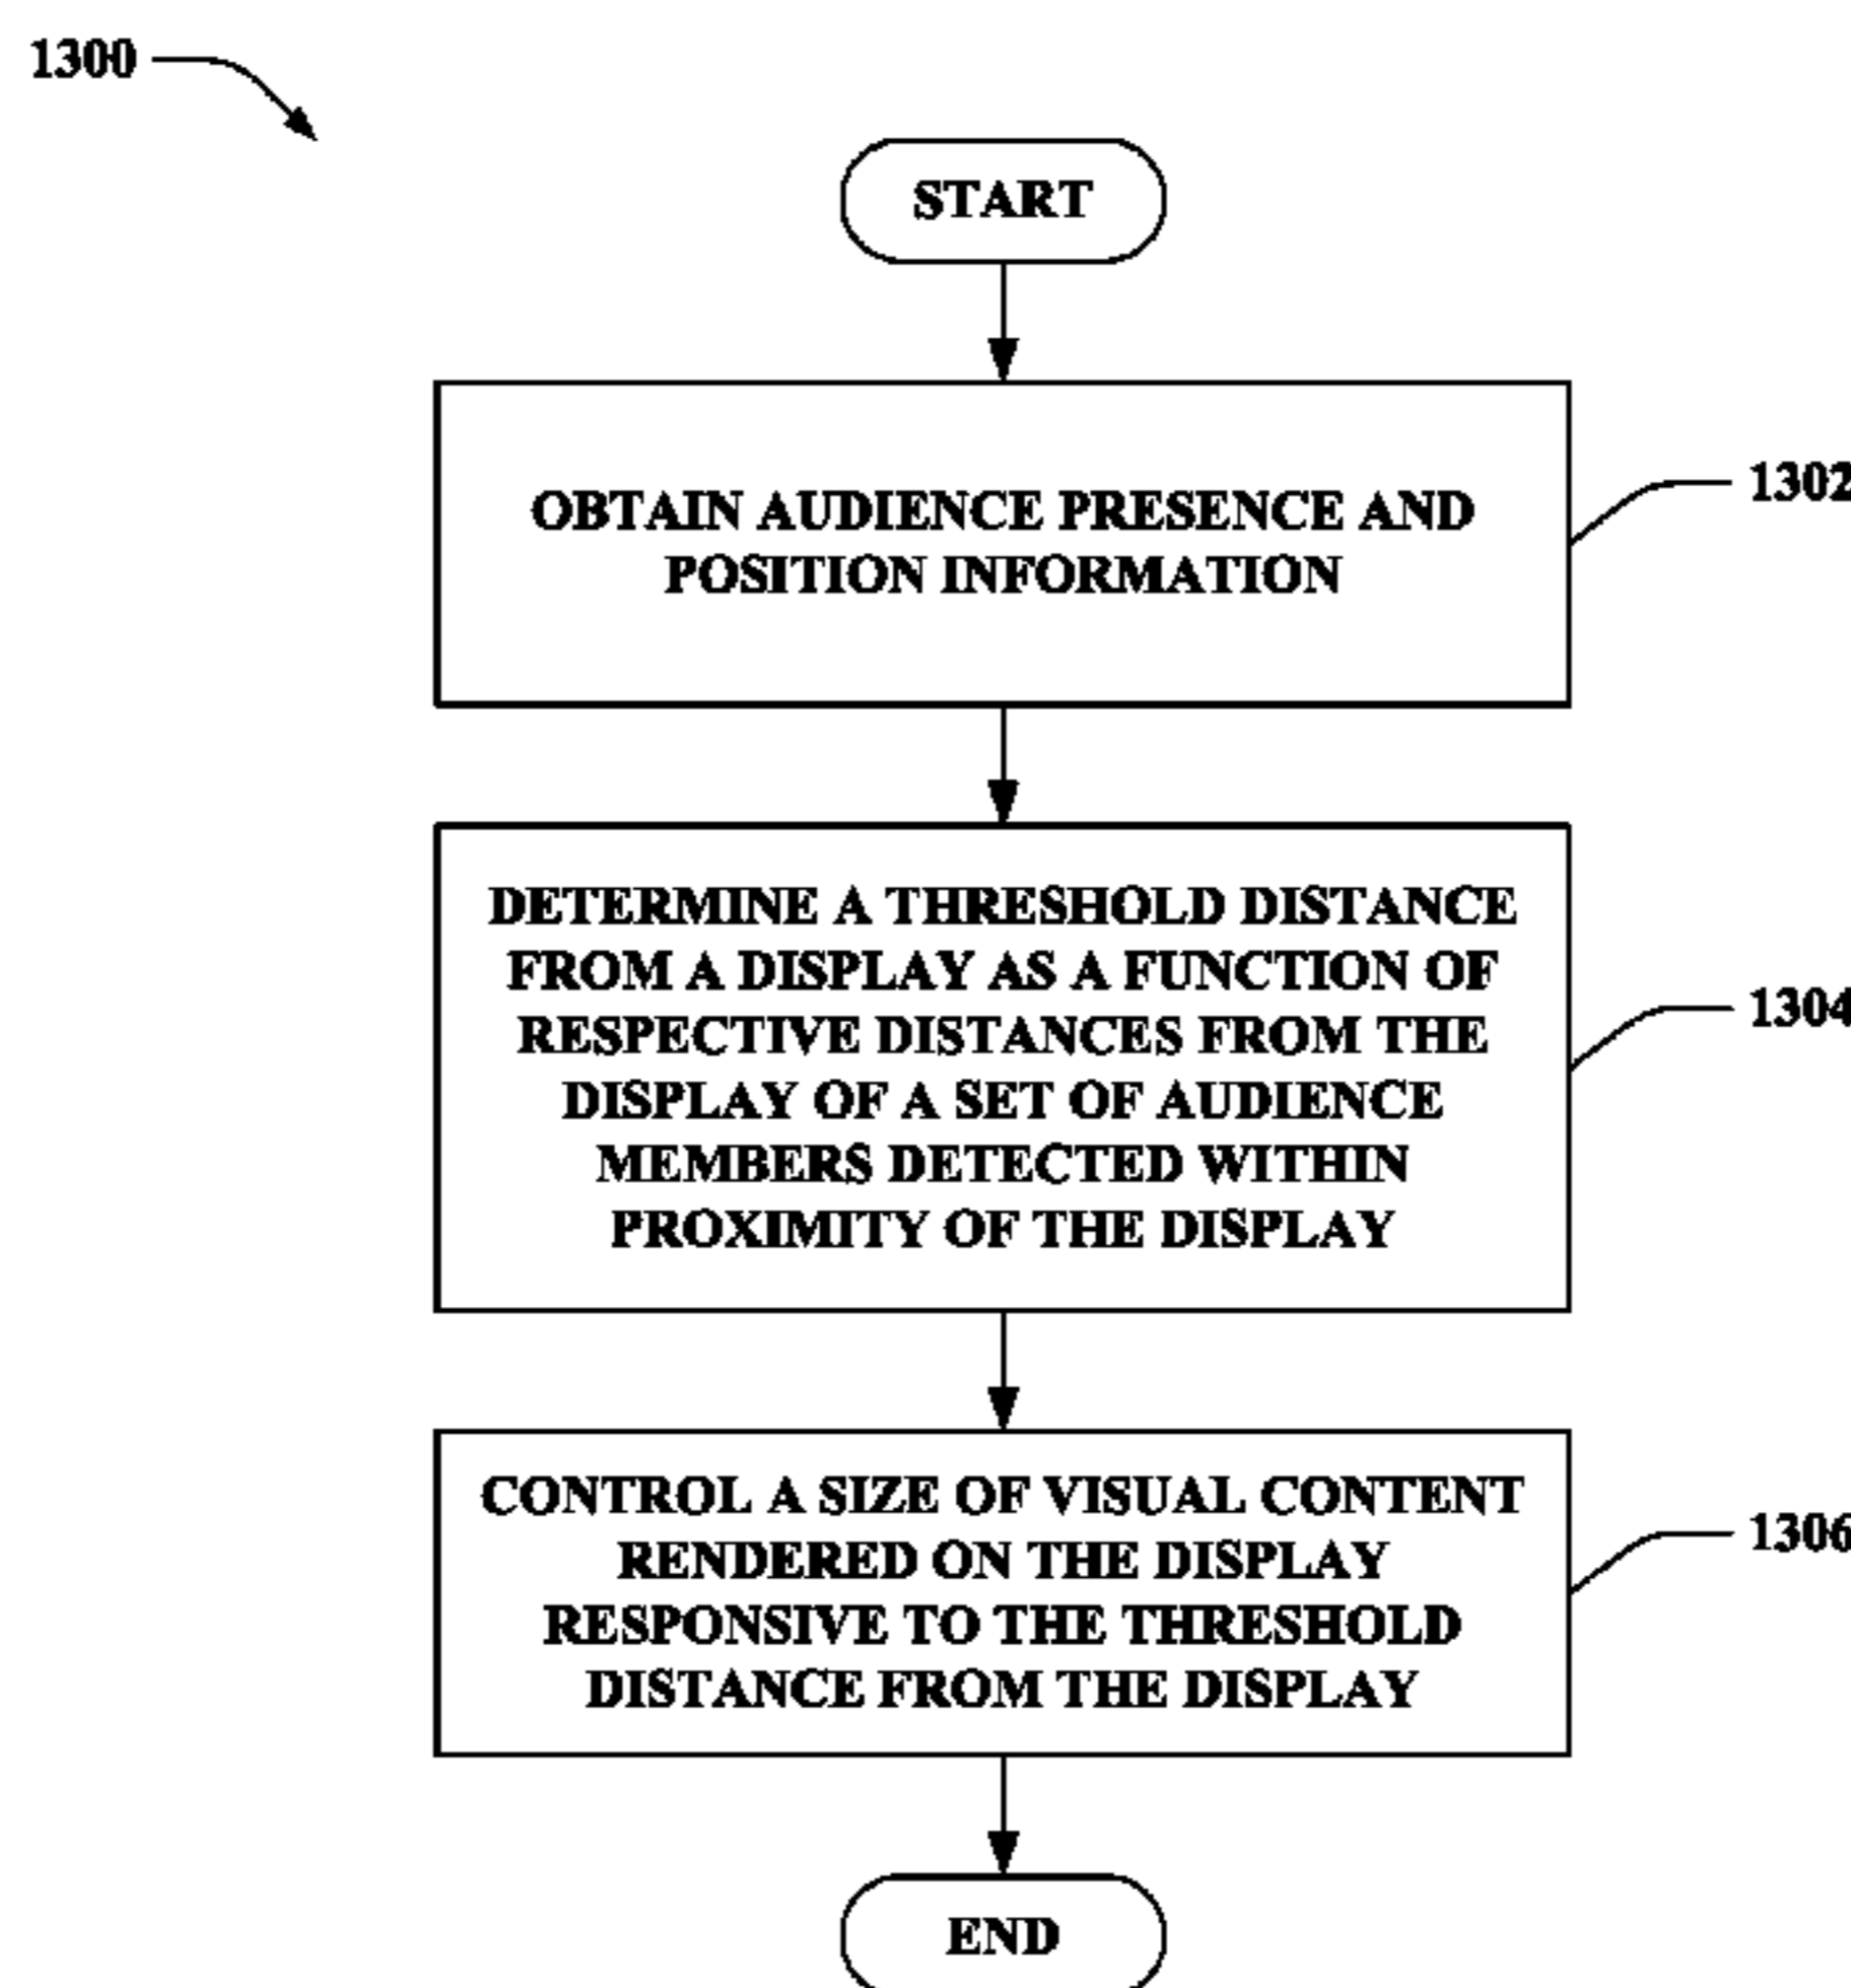 1300
START
OBTAIN AUDIENCE PRESENCE AND
POSITION INFORMATION
1302
DETERMINE A THRESHOLD DISTANCE
FROM A DISPLAY AS A FUNCTION OF
RESPECTIVE DISTANCES FROM THE
DISPLAY OF A SET OF AUDIENCE
MEMBERS DETECTED WITHIN
PROXIMITY OF THE DISPLAY
1304
CONTROL A SIZE OF VISUAL CONTENT
RENDERED ON THE DISPLAY
RESPONSIVE TO THE THRESHOLD
DISTANCE FROM THE DISPLAY
1306
END